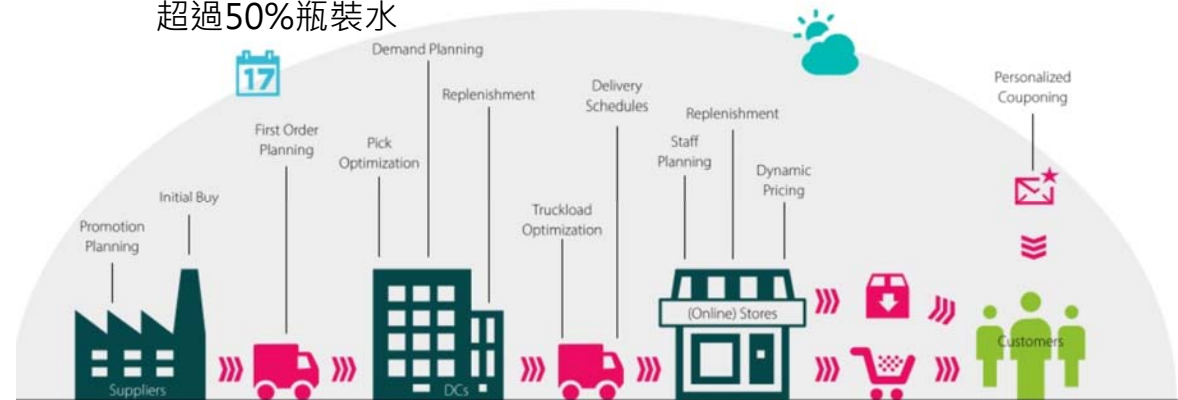 超過50%瓶裝水
17
Demand Planning
Replenishment
Delivery
Schedules
Personalized
Couponing
First Order
Planning
Pick
Optimization
Replenishment
Staff
Planning
Dynamic
Pricing
Initial Buy
Promotion
Planning
Truckload
Optimization
(Online) Stores
Customers
Suppliers
DCs